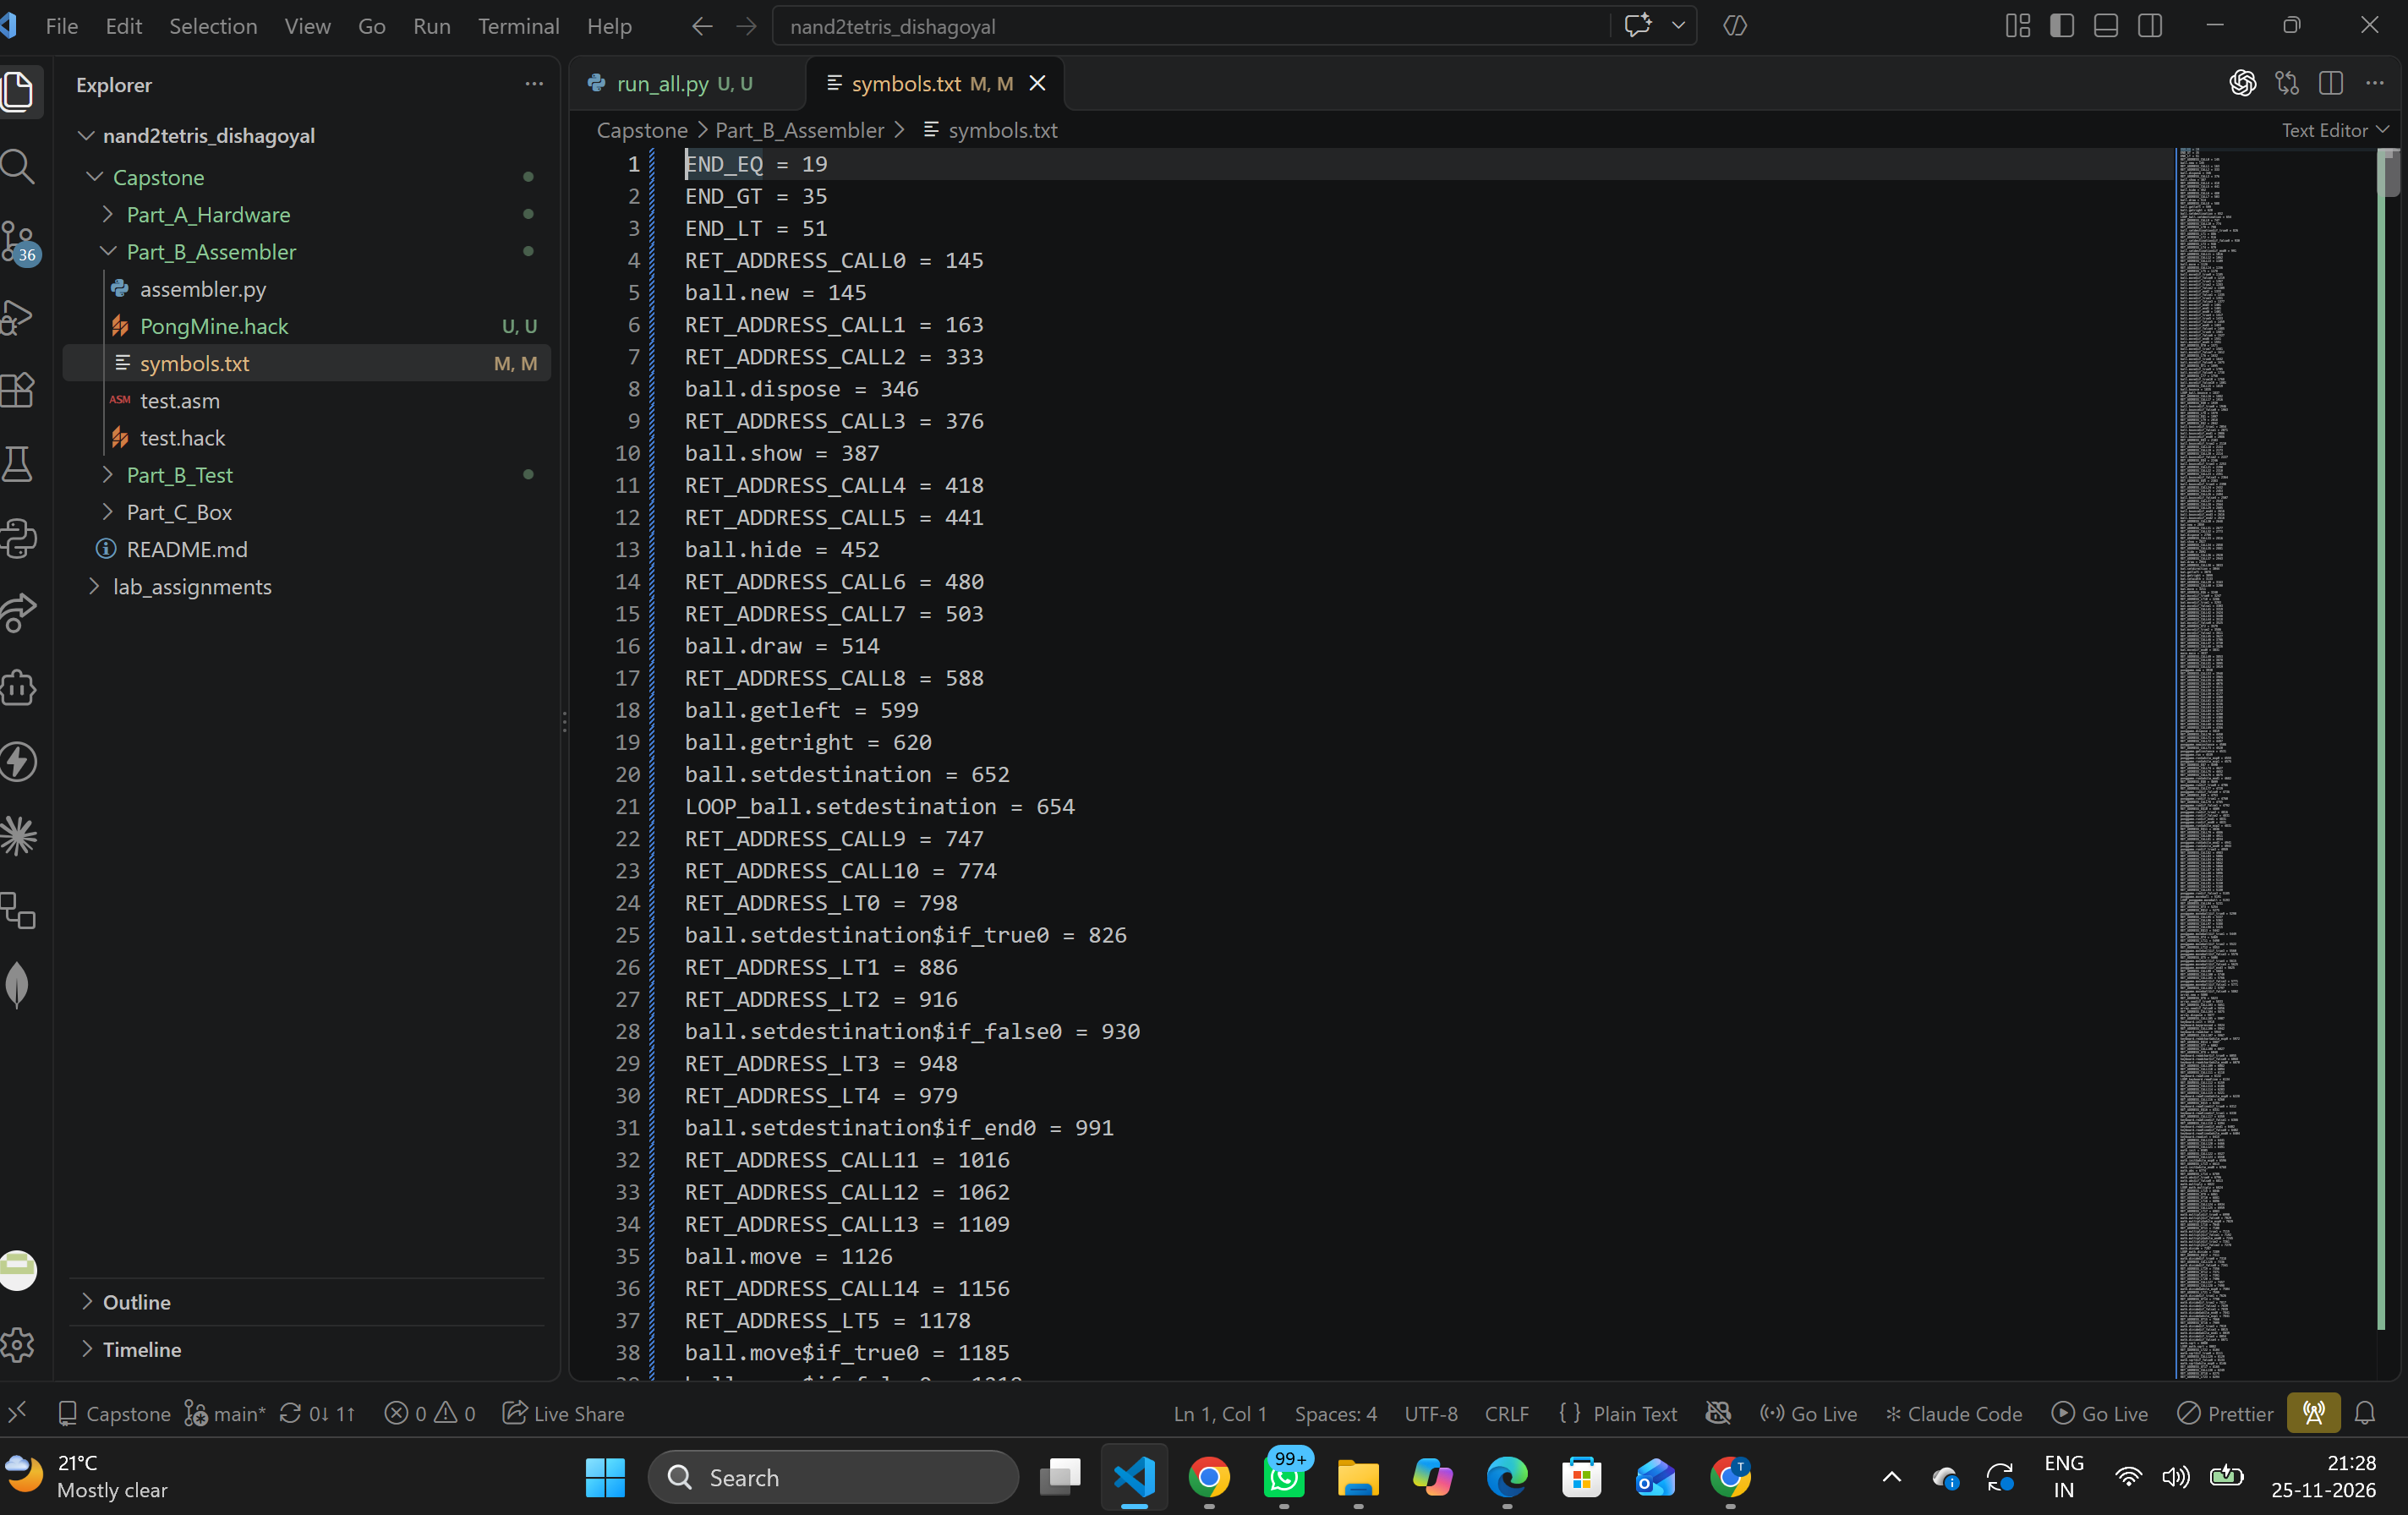 File Edit Selection View Go Run Terminal Help
nand2tetris_dishagoyal
Explorer
nand2tetris_dishagoyal
Capstone
Part_A_Hardware
Part_B_Assembler
assembler.py
PongMine.hack U, U
symbols.txt M, M
ASM test.asm
test.hack
Part_B_Test
Part_C_Box
README.md
lab_assignments
Outline
Timeline
36
run_all.py U, U
symbols.txt M, M
Capstone > Part_B_Assembler > symbols.txt
Text Editor
1 END_EQ = 19
2 END_GT = 35
3 END_LT = 51
4 RET_ADDRESS_CALL0 = 145
5 ball.new = 145
6 RET_ADDRESS_CALL1 = 163
7 RET_ADDRESS_CALL2 = 333
8 ball.dispose = 346
9 RET_ADDRESS_CALL3 = 376
10 ball.show = 387
11 RET_ADDRESS_CALL4 = 418
12 RET_ADDRESS_CALL5 = 441
13 ball.hide = 452
14 RET_ADDRESS_CALL6 = 480
15 RET_ADDRESS_CALL7 = 503
16 ball.draw = 514
17 RET_ADDRESS_CALL8 = 588
18 ball.getleft = 599
19 ball.getright = 620
20 ball.setdestination = 652
21 LOOP_ball.setdestination = 654
22 RET_ADDRESS_CALL9 = 747
23 RET_ADDRESS_CALL10 = 774
24 RET_ADDRESS_LT0 = 798
25 ball.setdestination$if_true0 = 826
26 RET_ADDRESS_LT1 = 886
27 RET_ADDRESS_LT2 = 916
28 ball.setdestination$if_false0 = 930
29 RET_ADDRESS_LT3 = 948
30 RET_ADDRESS_LT4 = 979
31 ball.setdestination$if_end0 = 991
32 RET_ADDRESS_CALL11 = 1016
33 RET_ADDRESS_CALL12 = 1062
34 RET_ADDRESS_CALL13 = 1109
35 ball.move = 1126
36 RET_ADDRESS_CALL14 = 1156
37 RET_ADDRESS_LT5 = 1178
38 ball.move$if_true0 = 1185
Capstone main* 0↓ 1↑ 0 0 Live Share
Ln 1, Col 1 Spaces: 4 UTF-8 CRLF {} Plain Text Go Live Claude Code Go Live Prettier
21°C
Mostly clear
Search
99+
T
ENG
IN
21:28
25-11-2026